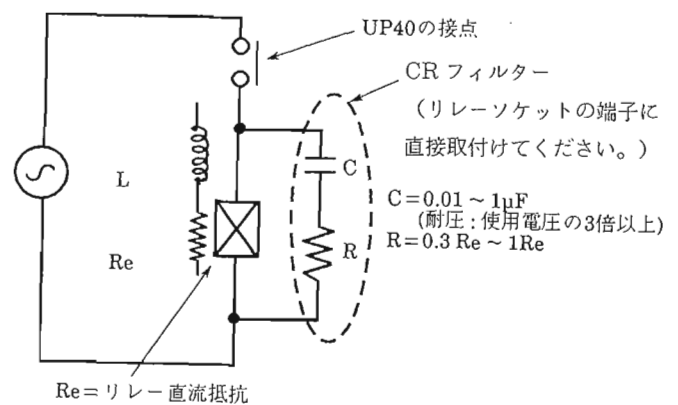 UP40の接点
CR フィルター
（リレーソケットの端子に
直接取付けてください。）
C
L
C=0.01～1μF
(耐圧：使用電圧の3倍以上)
R=0.3 Re～1Re
R
Re
Re=リレー直流抵抗